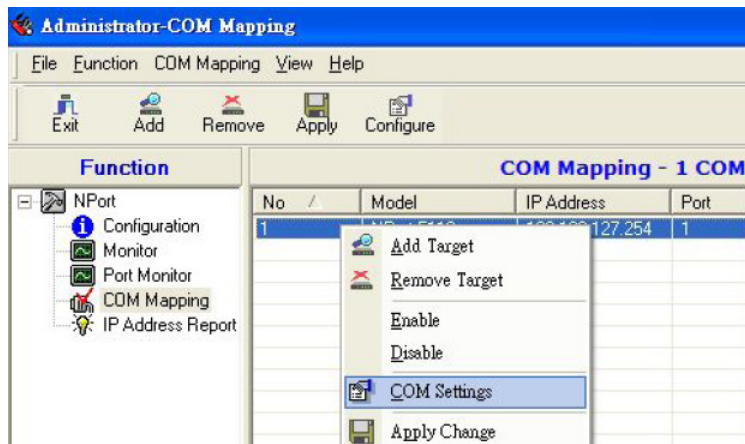 Administrator-COM Mapping
File Function COM Mapping View Help
Exit Add Remove Apply Configure
Function
COM Mapping - 1 COM
NPort
Configuration
Monitor
Port Monitor
COM Mapping
IP Address Report
No Model IP Address Port
1 127.254 1
Add Target
Remove Target
Enable
Disable
COM Settings
Apply Change